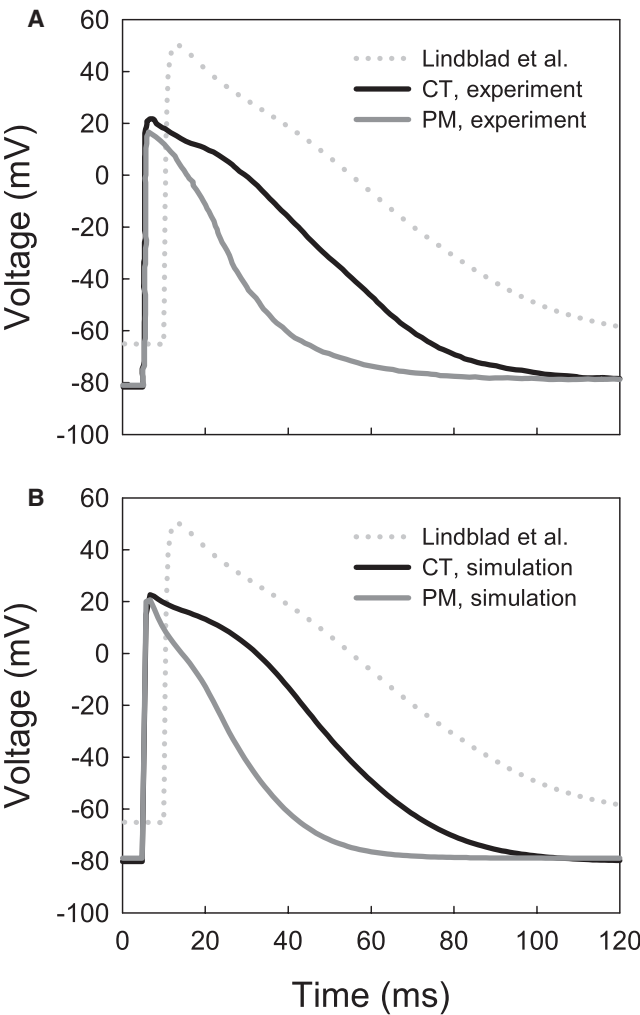 A
60
40
20
0
-20
-40
-60
-80
-100
Voltage (mV)
Lindblad et al.
CT, experiment
PM, experiment
B
60
40
20
0
-20
-40
-60
-80
-100
Voltage (mV)
Lindblad et al.
CT, simulation
PM, simulation
0 20 40 60 80 100 120
Time (ms)